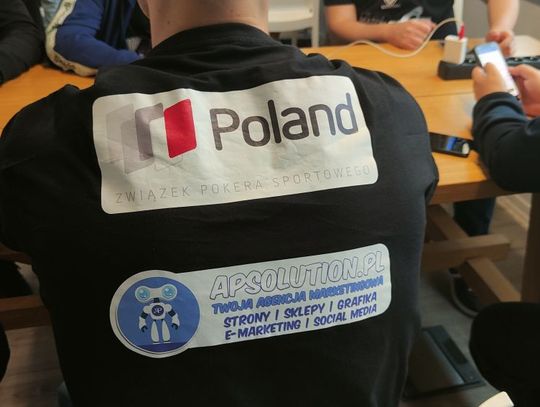 Poland
ZWIĄZEK POKERA SPORTOWEGO
APSOLUTION.PL
TWOJA AGENCJA MARKETINGOWA
STRONY | SKLEPY | GRAFIKA
E-MARKETING | SOCIAL MEDIA